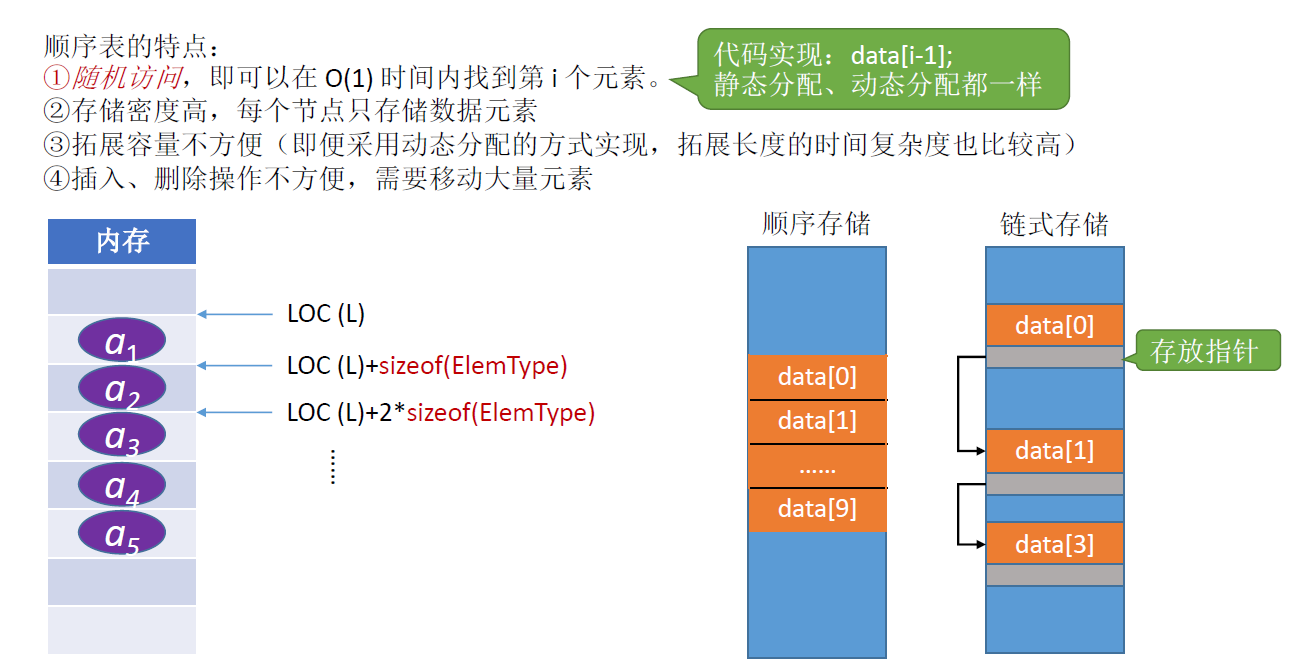 顺序表的特点：
①随机访问，即可以在 O(1) 时间内找到第 i 个元素。
②存储密度高，每个节点只存储数据元素
③拓展容量不方便（即便采用动态分配的方式实现，拓展长度的时间复杂度也比较高）
④插入、删除操作不方便，需要移动大量元素
代码实现：data[i-1];
静态分配、动态分配都一样
内存
a1
a2
a3
a4
a5
LOC (L)
LOC (L)+sizeof(ElemType)
LOC (L)+2*sizeof(ElemType)
……
顺序存储
data[0]
data[1]
……
data[9]
链式存储
data[0]
存放指针
data[1]
data[3]